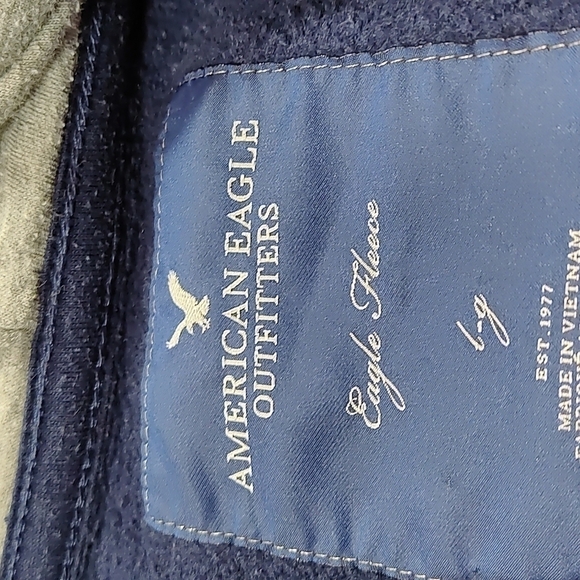 AMERICAN EAGLE
OUTFITTERS
Eagle Fleece
L-g
EST. 1977
MADE IN VIETNAM